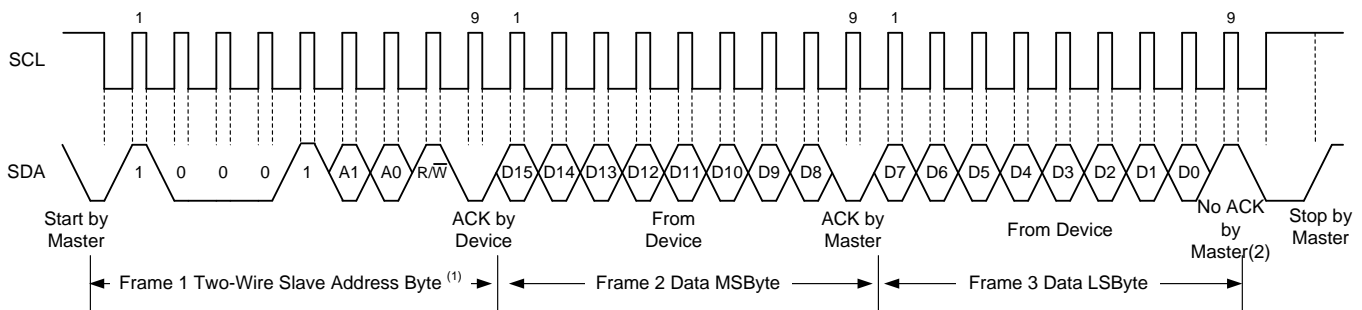 1 9 1 9 1 9
SCL
SDA
1 0 0 0 1 A1 A0 R/W̅ D15 D14 D13 D12 D11 D10 D9 D8 D7 D6 D5 D4 D3 D2 D1 D0
Start by
Master
ACK by
Device
From
Device
ACK by
Master
From Device
No ACK
by
Master(2)
Stop by
Master
Frame 1 Two-Wire Slave Address Byte (1)
Frame 2 Data MSByte
Frame 3 Data LSByte